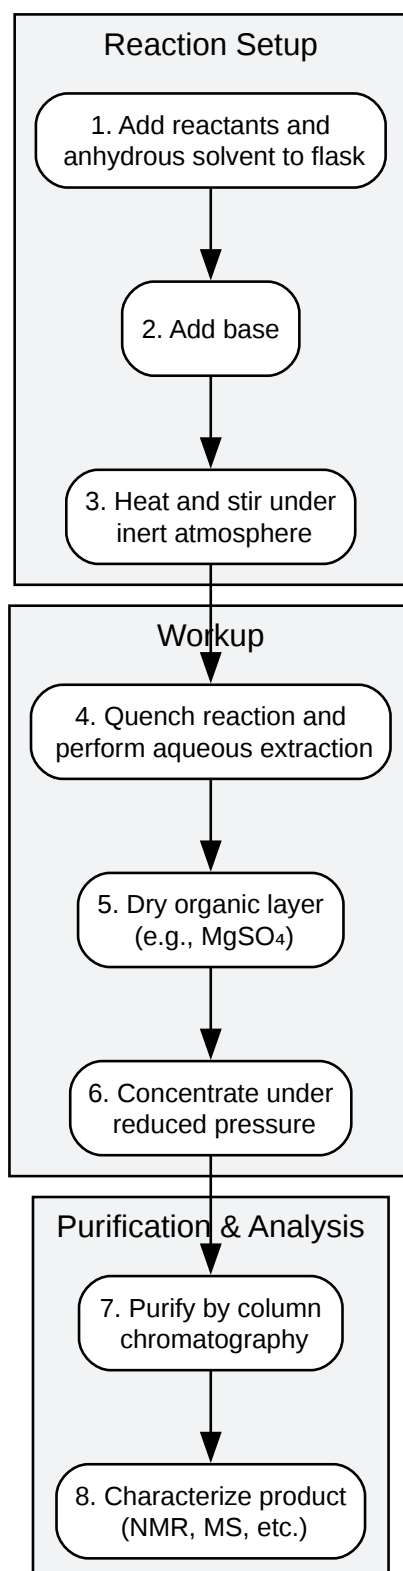 Reaction Setup
1. Add reactants and
anhydrous solvent to flask
2. Add base
3. Heat and stir under
inert atmosphere
Workup
4. Quench reaction and
perform aqueous extraction
5. Dry organic layer
(e.g., MgSO₄)
6. Concentrate under
reduced pressure
Purification & Analysis
7. Purify by column
chromatography
8. Characterize product
(NMR, MS, etc.)